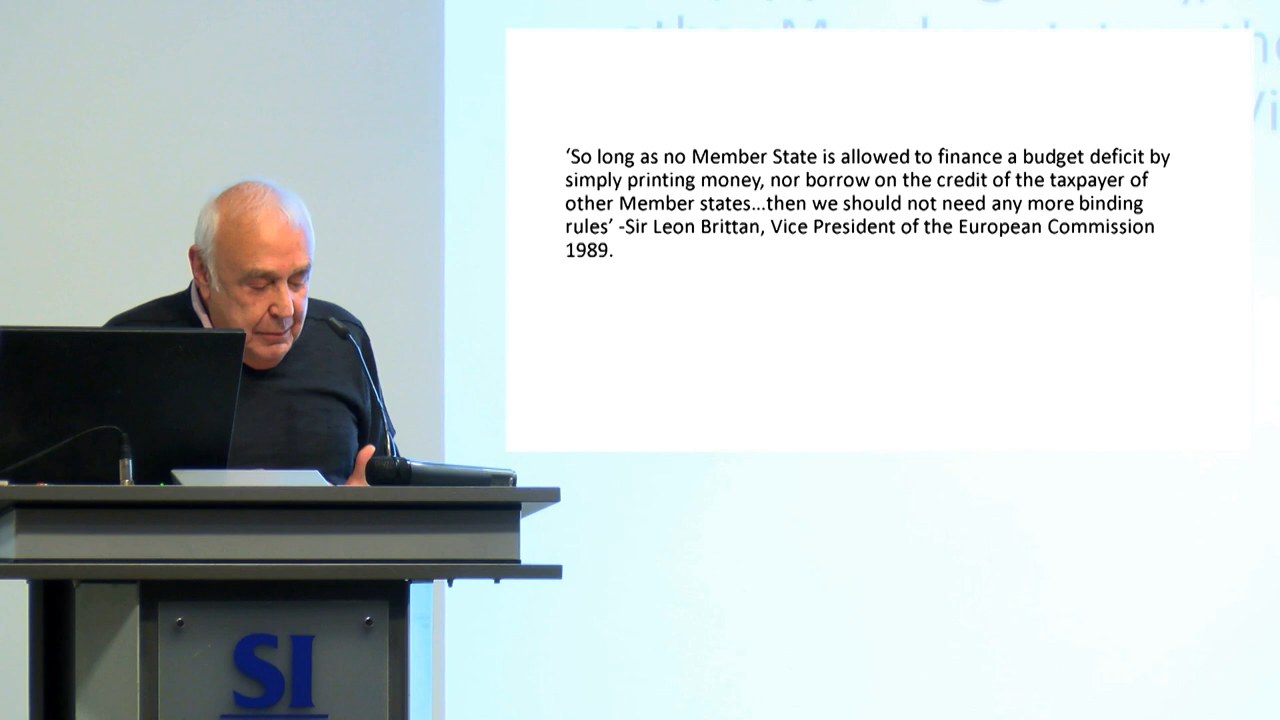 ‘So long as no Member State is allowed to finance a budget deficit by
simply printing money, nor borrow on the credit of the taxpayer of
other Member states...then we should not need any more binding
rules’ -Sir Leon Brittan, Vice President of the European Commission
1989.
SI